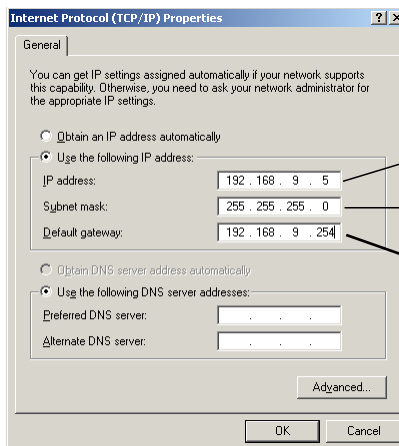 Internet Protocol (TCP/IP) Properties
General
You can get IP settings assigned automatically if your network supports
this capability. Otherwise, you need to ask your network administrator for
the appropriate IP settings.
Obtain an IP address automatically
Use the following IP address:
IP address: 192 . 168 . 9 . 5
Subnet mask: 255 . 255 . 255 . 0
Default gateway: 192 . 168 . 9 . 254
Obtain DNS server address automatically
Use the following DNS server addresses:
Preferred DNS server: . . .
Alternate DNS server: . . .
Advanced...
OK Cancel